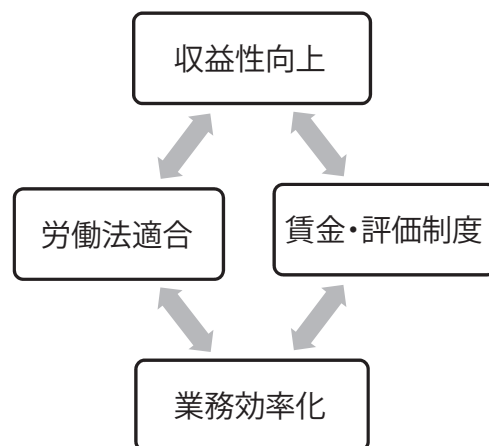 収益性向上
労働法適合
賃金・評価制度
業務効率化